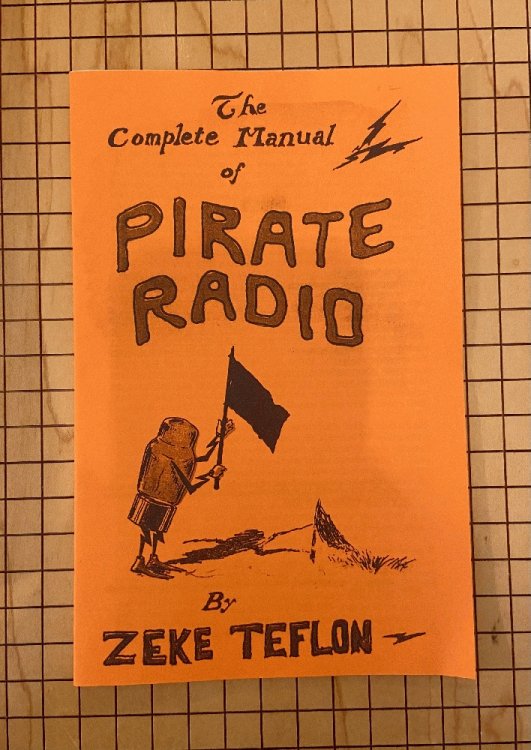 The
Complete Manual
of
PIRATE
RADIO
By
ZEKE TEFLON